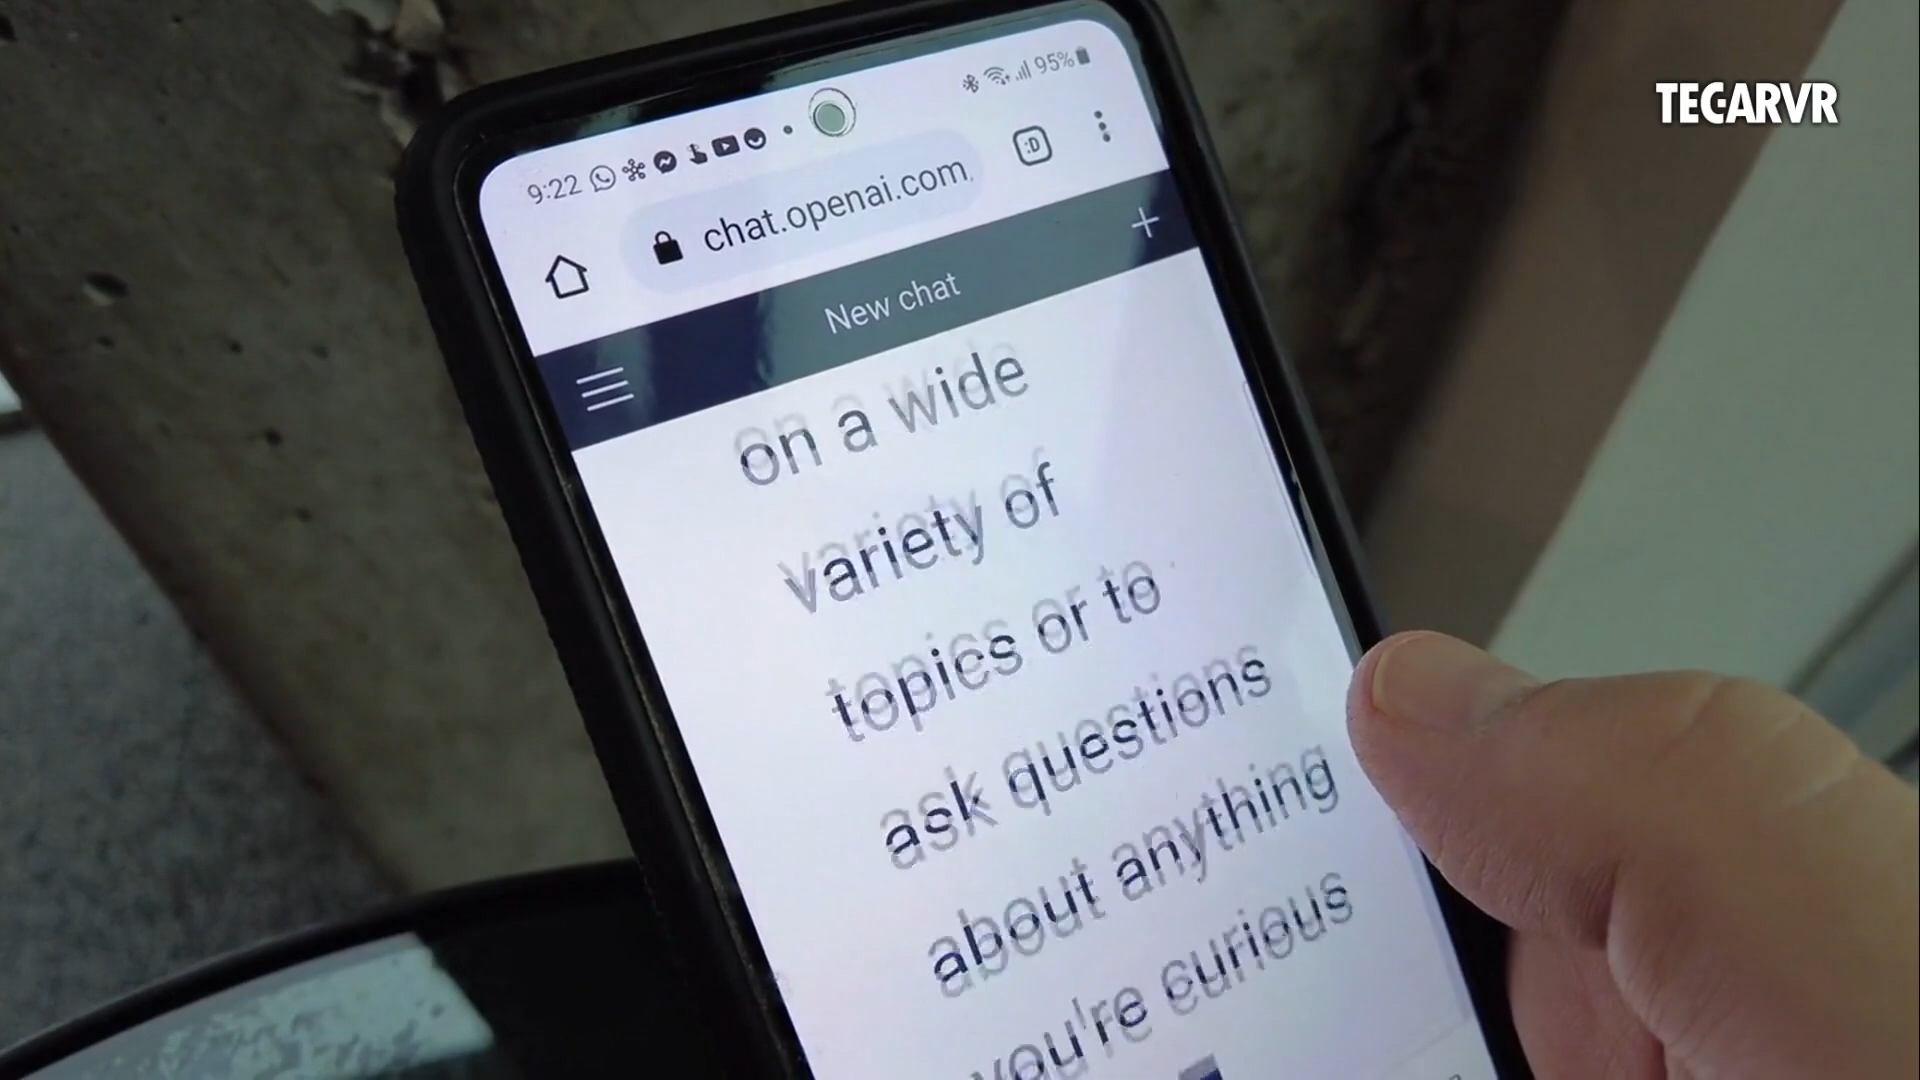 TECARVR
95%
9:22
:D
chat.openai.com
New chat
on a wide
variety of
topics or to
ask questions
about anything
you're curious